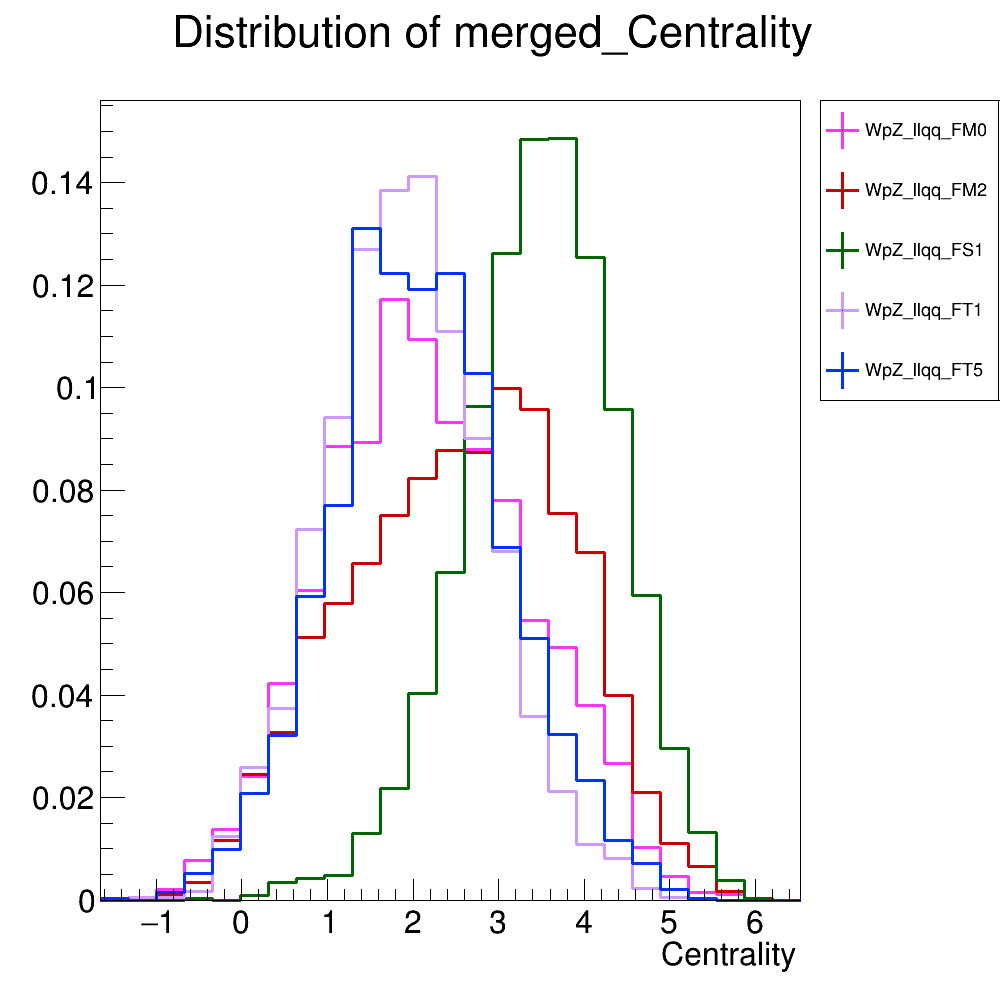 Distribution of merged_Centrality
WpZ_llqq_FM0
WpZ_llqq_FM2
WpZ_llqq_FS1
WpZ_llqq_FT1
WpZ_llqq_FT5
0.14
0.12
0.1
0.08
0.06
0.04
0.02
0
−1 0 1 2 3 4 5 6
Centrality